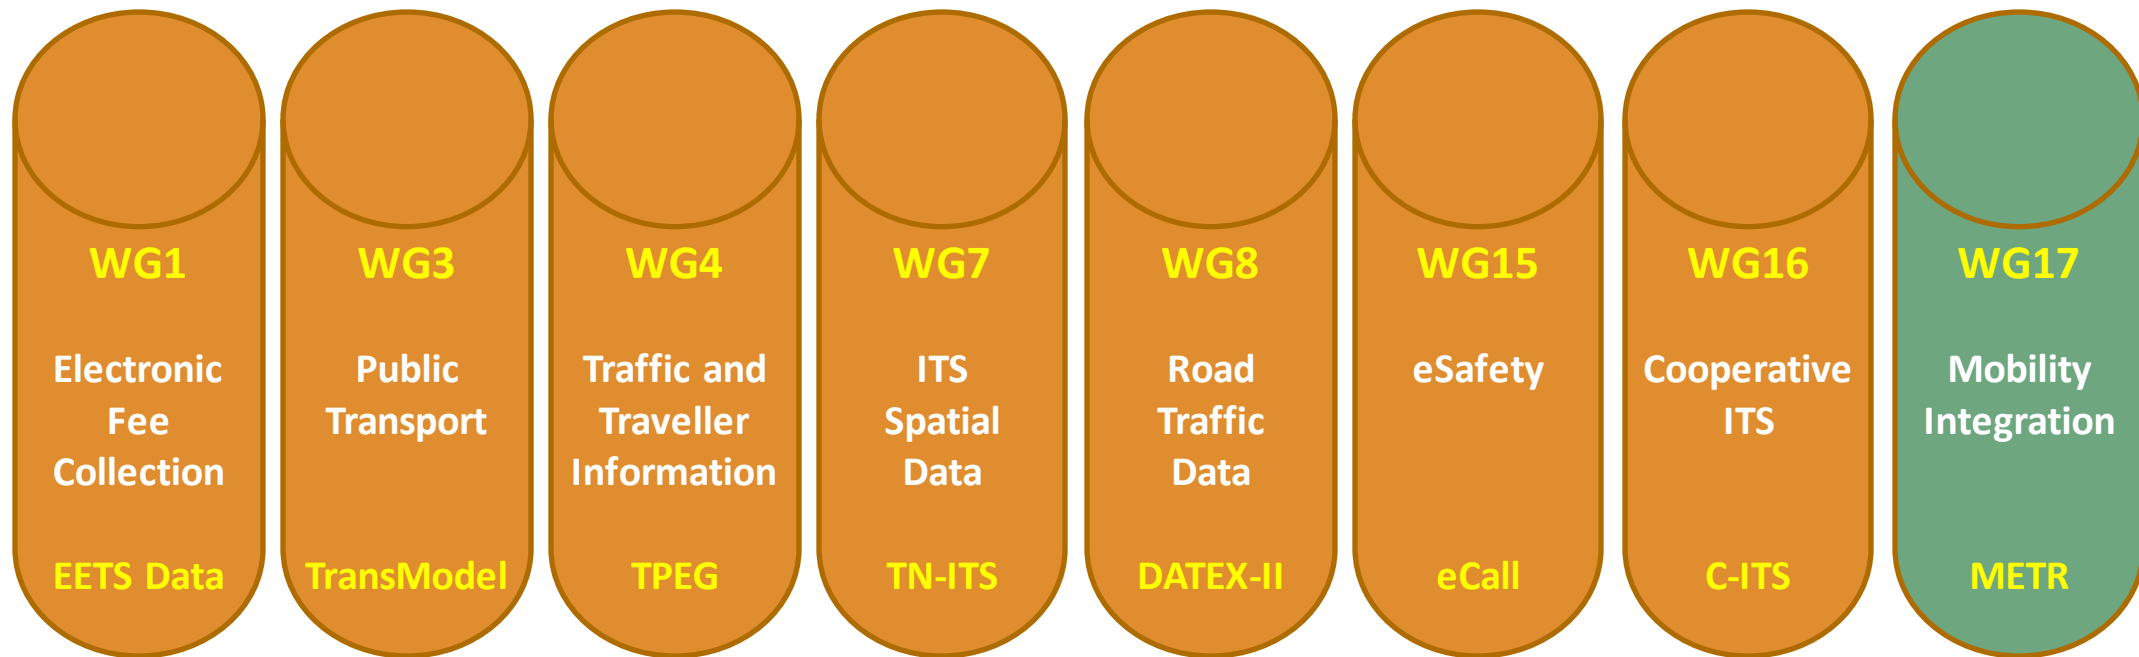 WG1
Electronic
Fee
Collection
EETS Data
WG3
Public
Transport
TransModel
WG4
Traffic and
Traveller
Information
TPEG
WG7
ITS
Spatial
Data
TN-ITS
WG8
Road
Traffic
Data
DATEX-II
WG15
eSafety
eCall
WG16
Cooperative
ITS
C-ITS
WG17
Mobility
Integration
METR